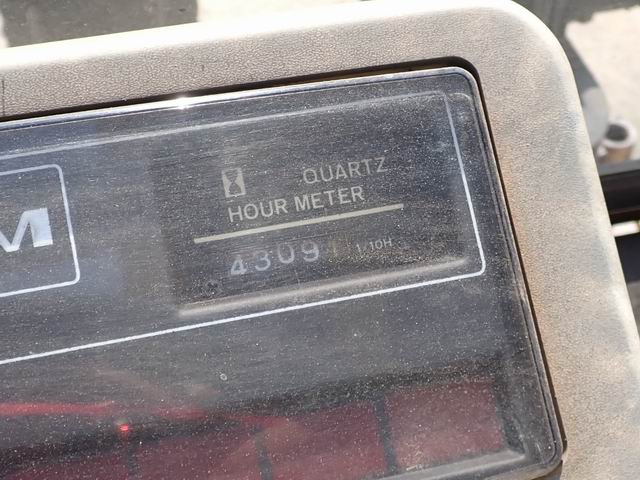 QUARTZ
HOUR METER
4309 1/10H
M